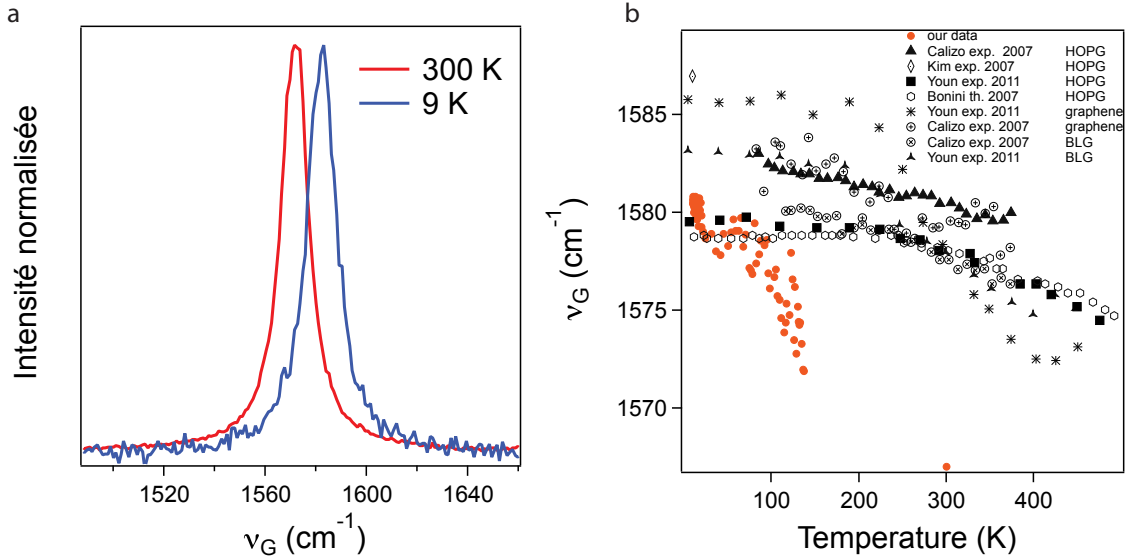 a
Intensité normalisée
300 K
9 K
1520
1560
1600
1640
νG (cm-1)
b
our data
Calizo exp. 2007 HOPG
Kim exp. 2007 HOPG
Youn exp. 2011 HOPG
Bonini th. 2007 HOPG
Youn exp. 2011 graphene
Calizo exp. 2007 graphene
Calizo exp. 2007 BLG
Youn exp. 2011 BLG
νG (cm-1)
1585
1580
1575
1570
100
200
300
400
Temperature (K)